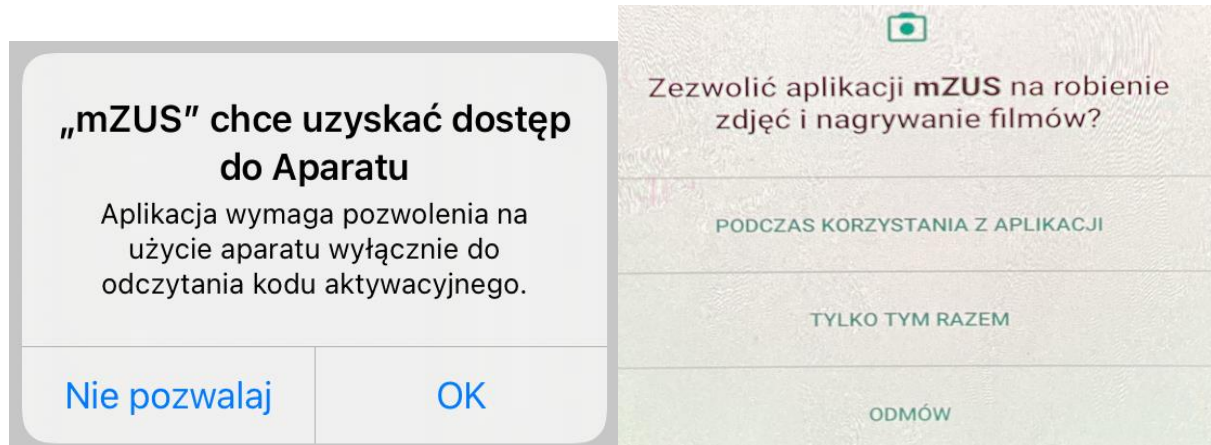 „mZUS” chce uzyskać dostęp
do Aparatu
Aplikacja wymaga pozwolenia na
użycie aparatu wyłącznie do
odczytania kodu aktywacyjnego.
Nie pozwalaj
OK
Zezwolić aplikacji mZUS na robienie
zdjęć i nagrywanie filmów?
PODCZAS KORZYSTANIA Z APLIKACJI
TYLKO TYM RAZEM
ODMÓW